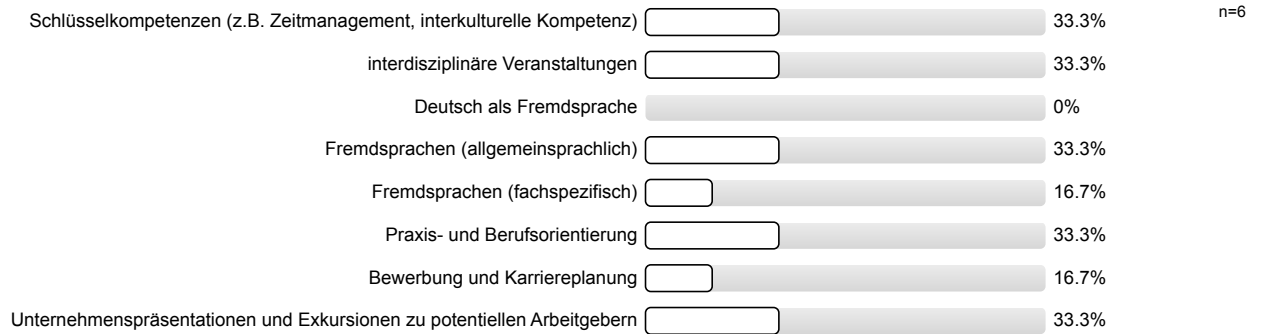 Schlüsselkompetenzen (z.B. Zeitmanagement, interkulturelle Kompetenz) 33.3% n=6
interdisziplinäre Veranstaltungen 33.3%
Deutsch als Fremdsprache 0%
Fremdsprachen (allgemeinsprachlich) 33.3%
Fremdsprachen (fachspezifisch) 16.7%
Praxis- und Berufsorientierung 33.3%
Bewerbung und Karriereplanung 16.7%
Unternehmenspräsentationen und Exkursionen zu potentiellen Arbeitgebern 33.3%